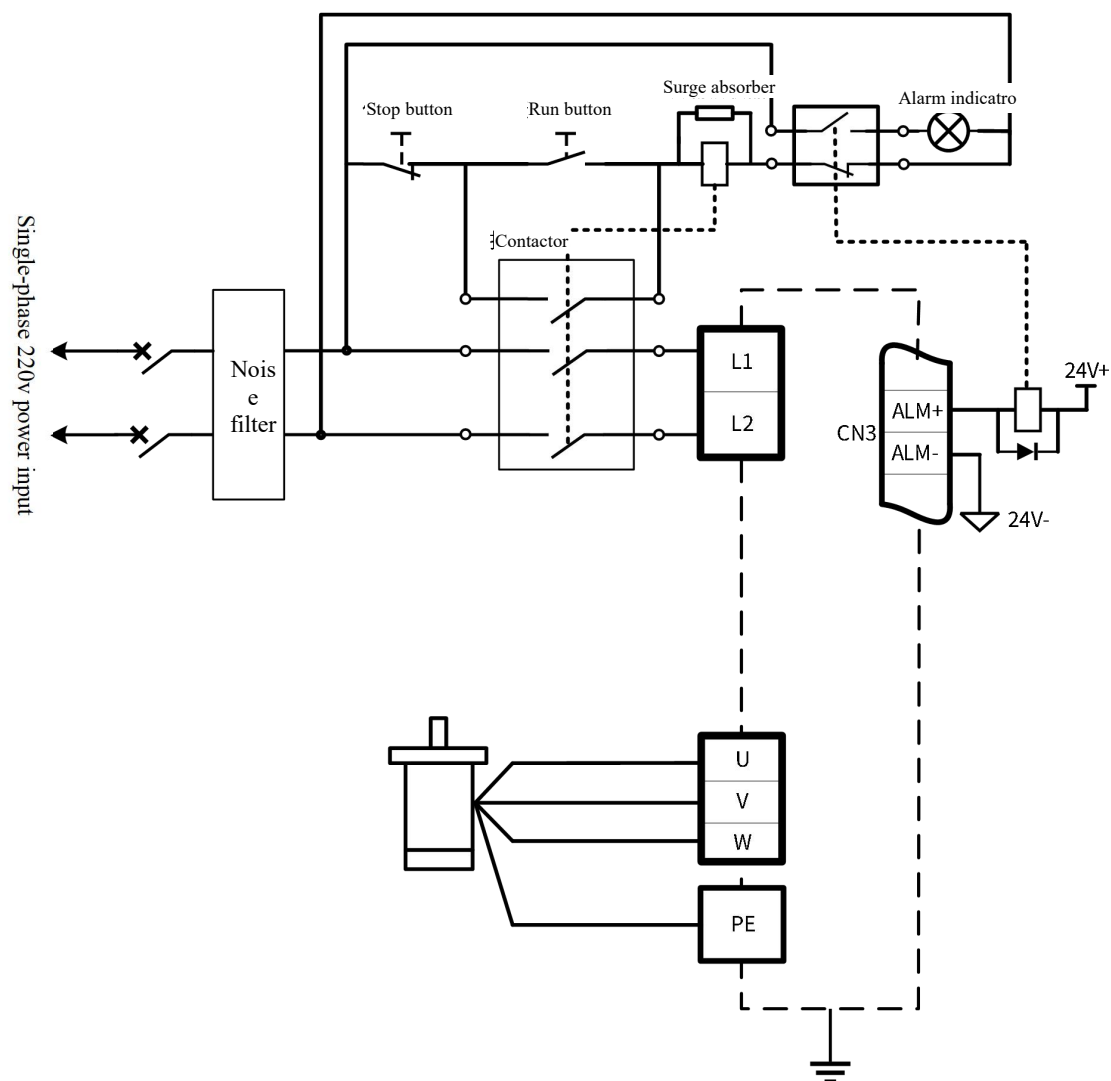 Surge absorber
Alarm indicatro
Stop button
Run button
Contactor
Single-phase 220v power input
Nois
e
filter
L1
L2
24V+
ALM+
CN3
ALM-
24V-
U
V
W
PE